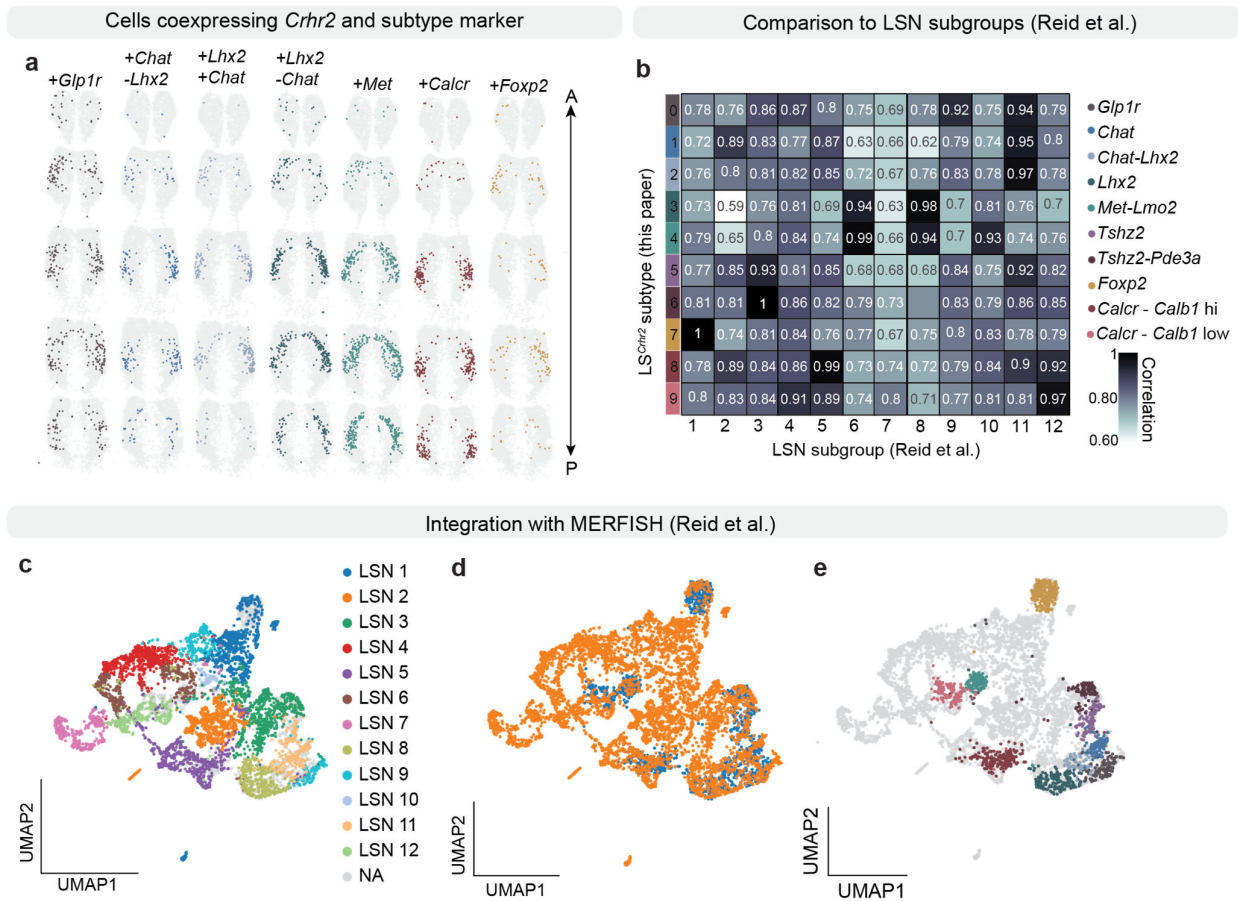 Cells coexpressing Crhr2 and subtype marker
Comparison to LSN subgroups (Reid et al.)
a
+Glp1r
+Chat
-Lhx2
+Lhx2
+Chat
+Lhx2
-Chat
+Met
+Calcr
+Foxp2
A
P
b
LS^Crhr2 subtype (this paper)
0 0.78 0.76 0.86 0.87 0.8 0.75 0.69 0.78 0.92 0.75 0.94 0.79
1 0.72 0.89 0.83 0.77 0.87 0.63 0.66 0.62 0.79 0.74 0.95 0.8
2 0.76 0.8 0.81 0.82 0.85 0.72 0.67 0.76 0.83 0.78 0.97 0.78
3 0.73 0.59 0.76 0.81 0.69 0.94 0.63 0.98 0.7 0.81 0.76 0.7
4 0.79 0.65 0.8 0.84 0.74 0.99 0.66 0.94 0.7 0.93 0.74 0.76
5 0.77 0.85 0.93 0.81 0.85 0.68 0.68 0.68 0.84 0.75 0.92 0.82
6 0.81 0.81 1 0.86 0.82 0.79 0.73 0.83 0.79 0.86 0.85
7 1 0.74 0.81 0.84 0.76 0.77 0.67 0.75 0.8 0.83 0.78 0.79
8 0.78 0.89 0.84 0.86 0.99 0.73 0.74 0.72 0.79 0.84 0.9 0.92
9 0.8 0.83 0.84 0.91 0.89 0.74 0.8 0.71 0.77 0.81 0.81 0.97
1 2 3 4 5 6 7 8 9 10 11 12
LSN subgroup (Reid et al.)
Glp1r
Chat
Chat-Lhx2
Lhx2
Met-Lmo2
Tshz2
Tshz2-Pde3a
Foxp2
Calcr - Calb1 hi
Calcr - Calb1 low
1
0.80
0.60
Correlation
Integration with MERFISH (Reid et al.)
c
UMAP2
UMAP1
LSN 1
LSN 2
LSN 3
LSN 4
LSN 5
LSN 6
LSN 7
LSN 8
LSN 9
LSN 10
LSN 11
LSN 12
NA
d
UMAP2
UMAP1
e
UMAP2
UMAP1